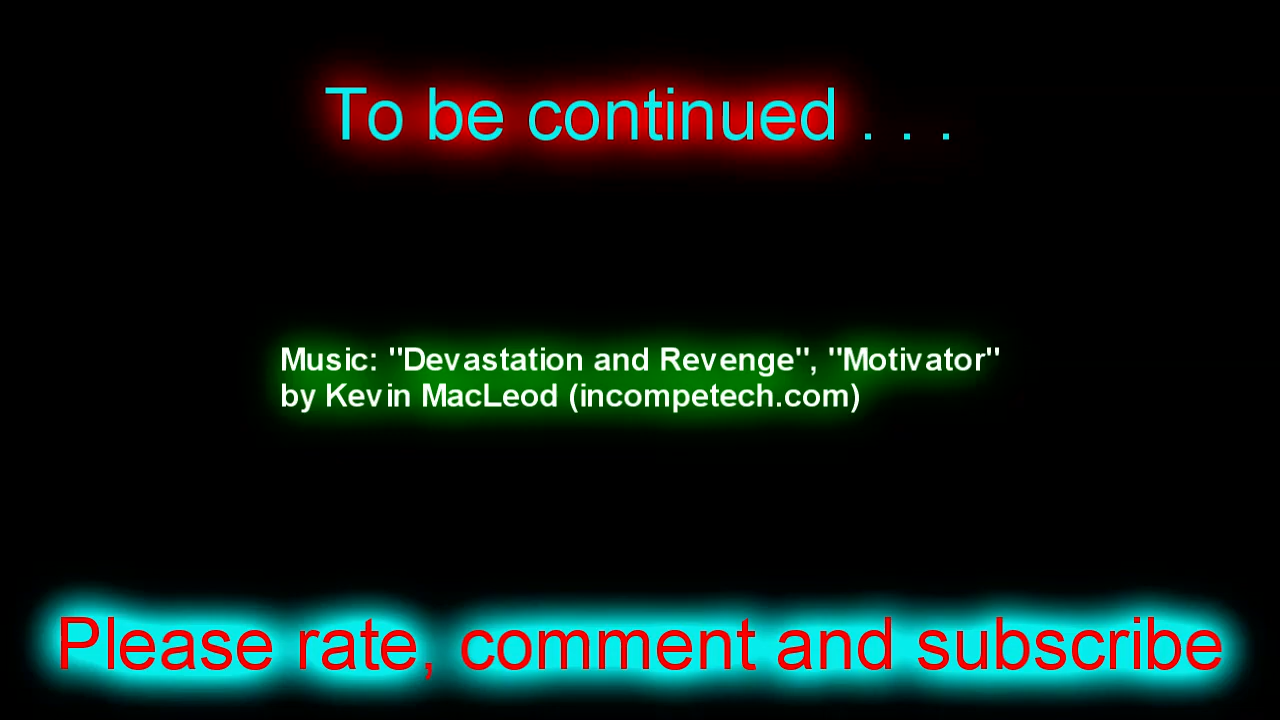 To be continued . . .
Music: "Devastation and Revenge", "Motivator"
by Kevin MacLeod (incompetech.com)
Please rate, comment and subscribe